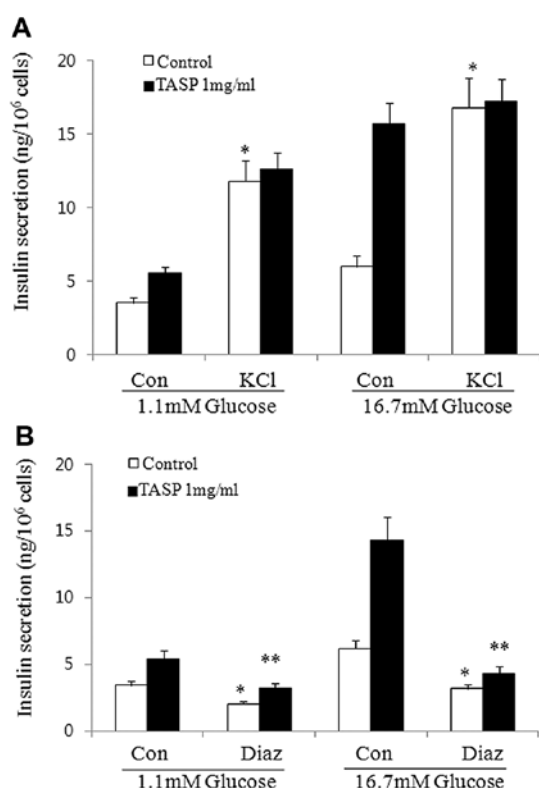 A
Insulin secretion (ng/10⁶ cells)
20
15
10
5
0
Control
TASP 1mg/ml
*
*
Con KCl Con KCl
1.1mM Glucose 16.7mM Glucose
B
Insulin secretion (ng/10⁶ cells)
20
15
10
5
0
Control
TASP 1mg/ml
*
**
*
**
Con Diaz Con Diaz
1.1mM Glucose 16.7mM Glucose